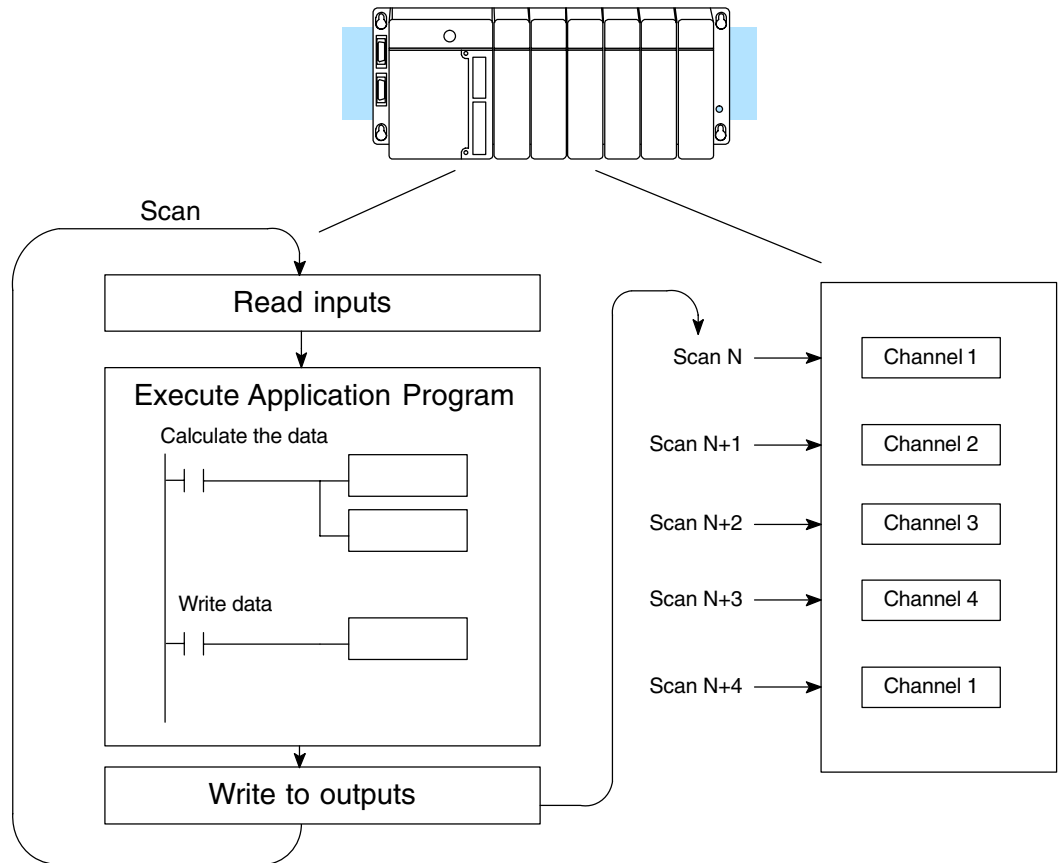 Scan
Read inputs
Execute Application Program
Calculate the data
Write data
Write to outputs
Scan N
Channel 1
Scan N+1
Channel 2
Scan N+2
Channel 3
Scan N+3
Channel 4
Scan N+4
Channel 1